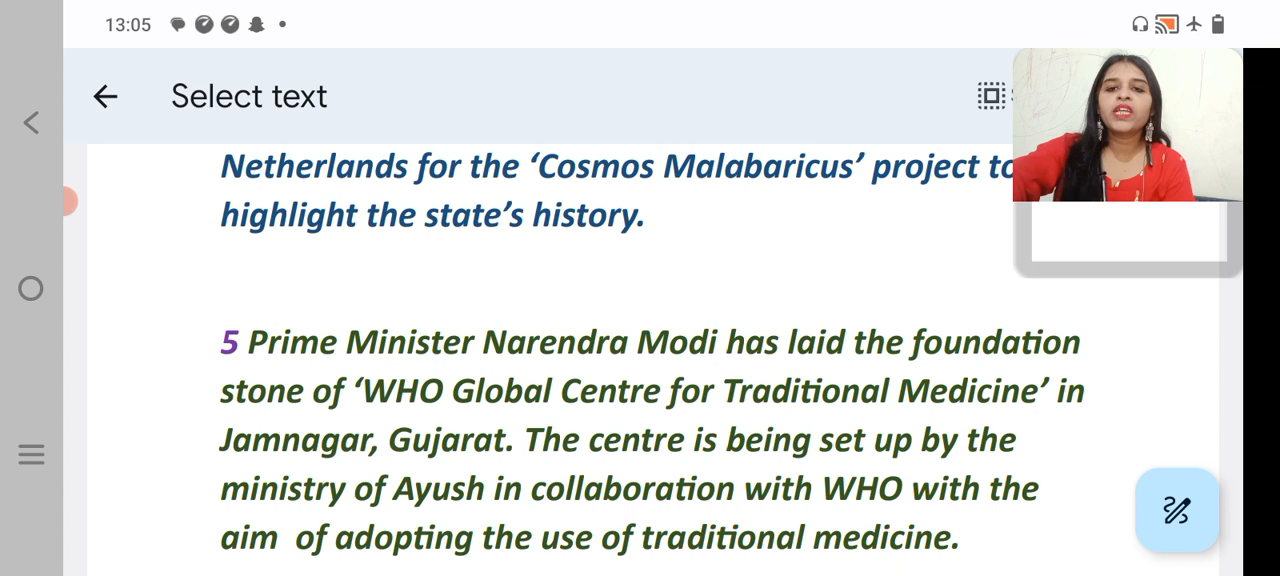 13:05
Select text
Netherlands for the ‘Cosmos Malabaricus’ project to
highlight the state’s history.
5 Prime Minister Narendra Modi has laid the foundation
stone of ‘WHO Global Centre for Traditional Medicine’ in
Jamnagar, Gujarat. The centre is being set up by the
ministry of Ayush in collaboration with WHO with the
aim  of adopting the use of traditional medicine.